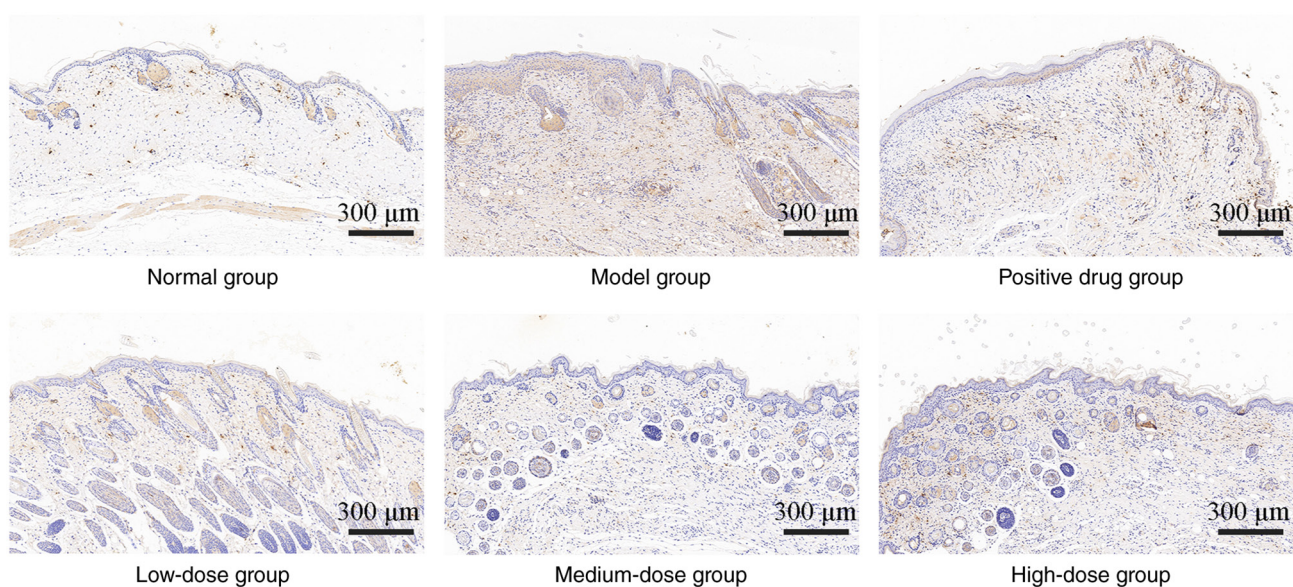 300 μm
300 μm
300 μm
Normal group
Model group
Positive drug group
300 μm
300 μm
300 μm
Low-dose group
Medium-dose group
High-dose group